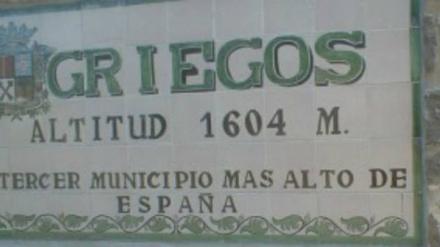 GRIEGOS
ALTITUD 1604 M.
TERCER MUNICIPIO MAS ALTO DE
ESPAÑA